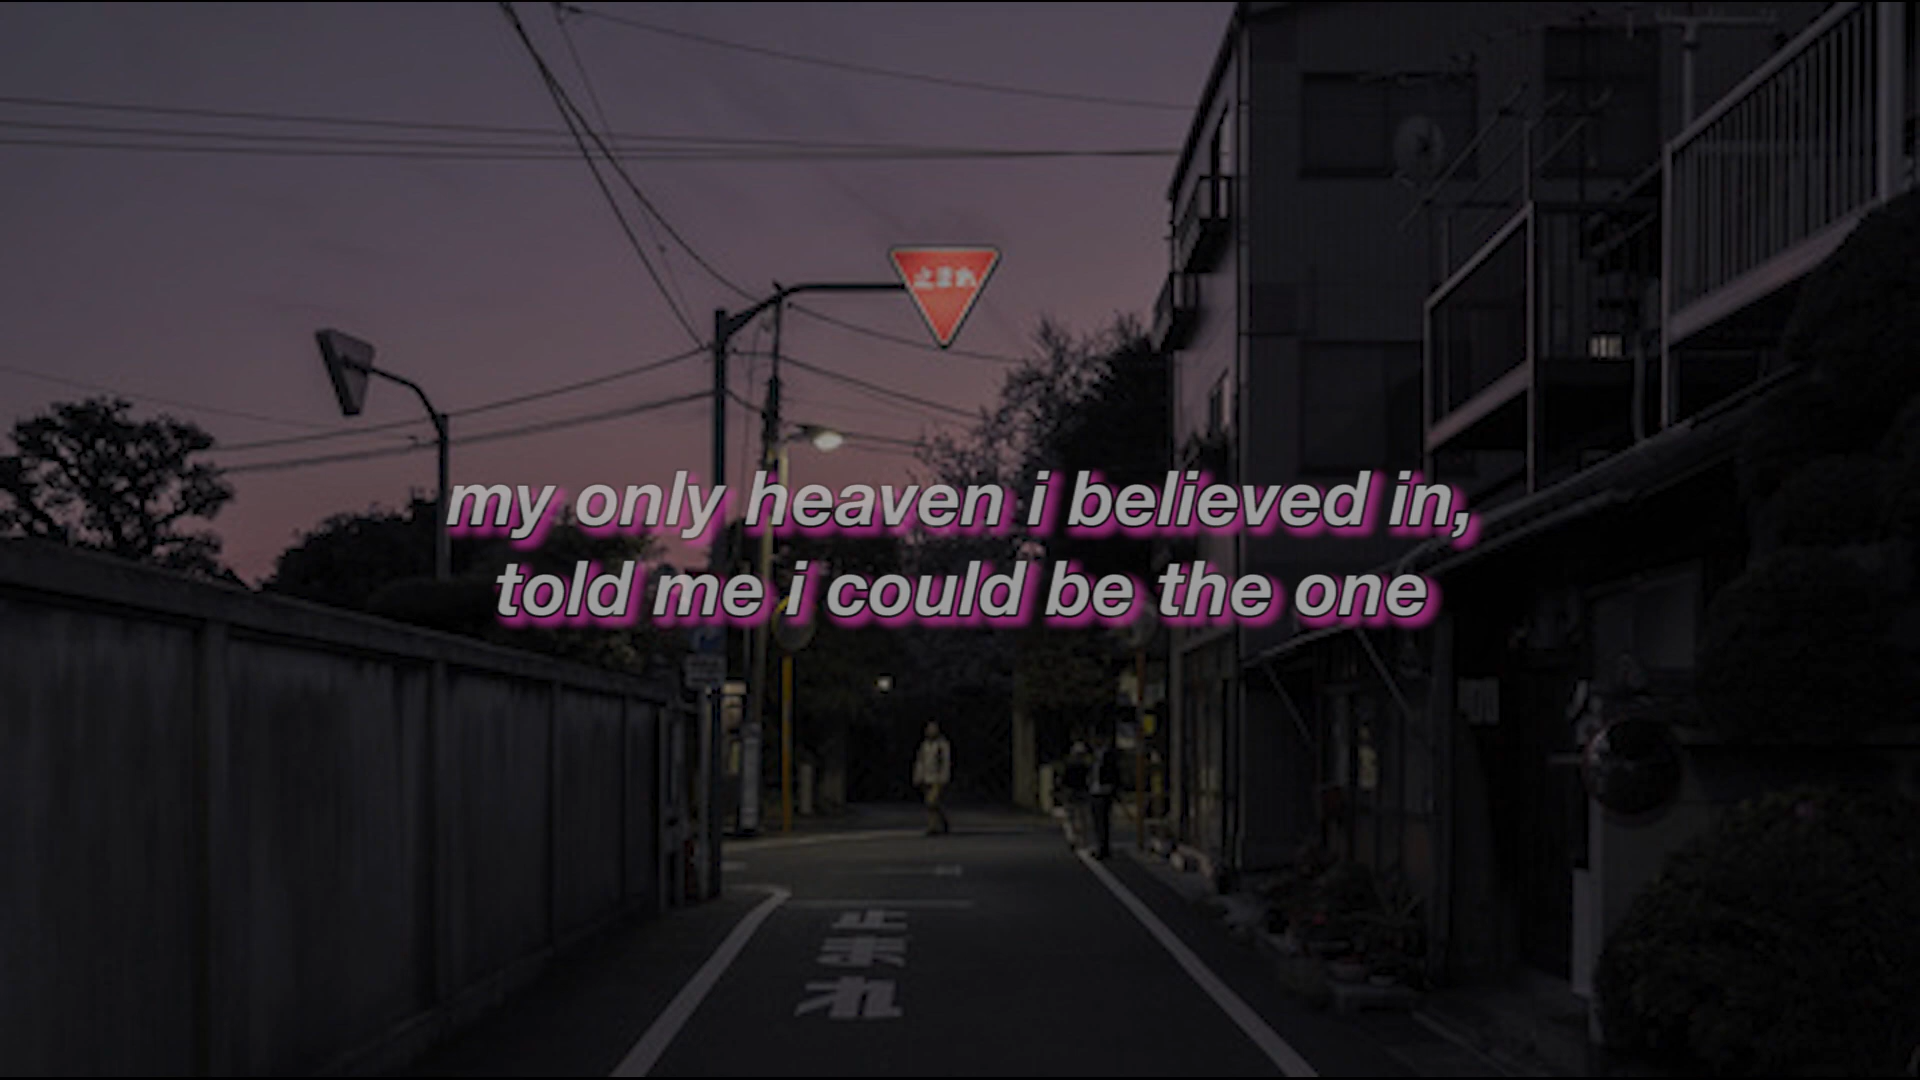 止まれ
my only heaven i believed in,
told me i could be the one
止まれ